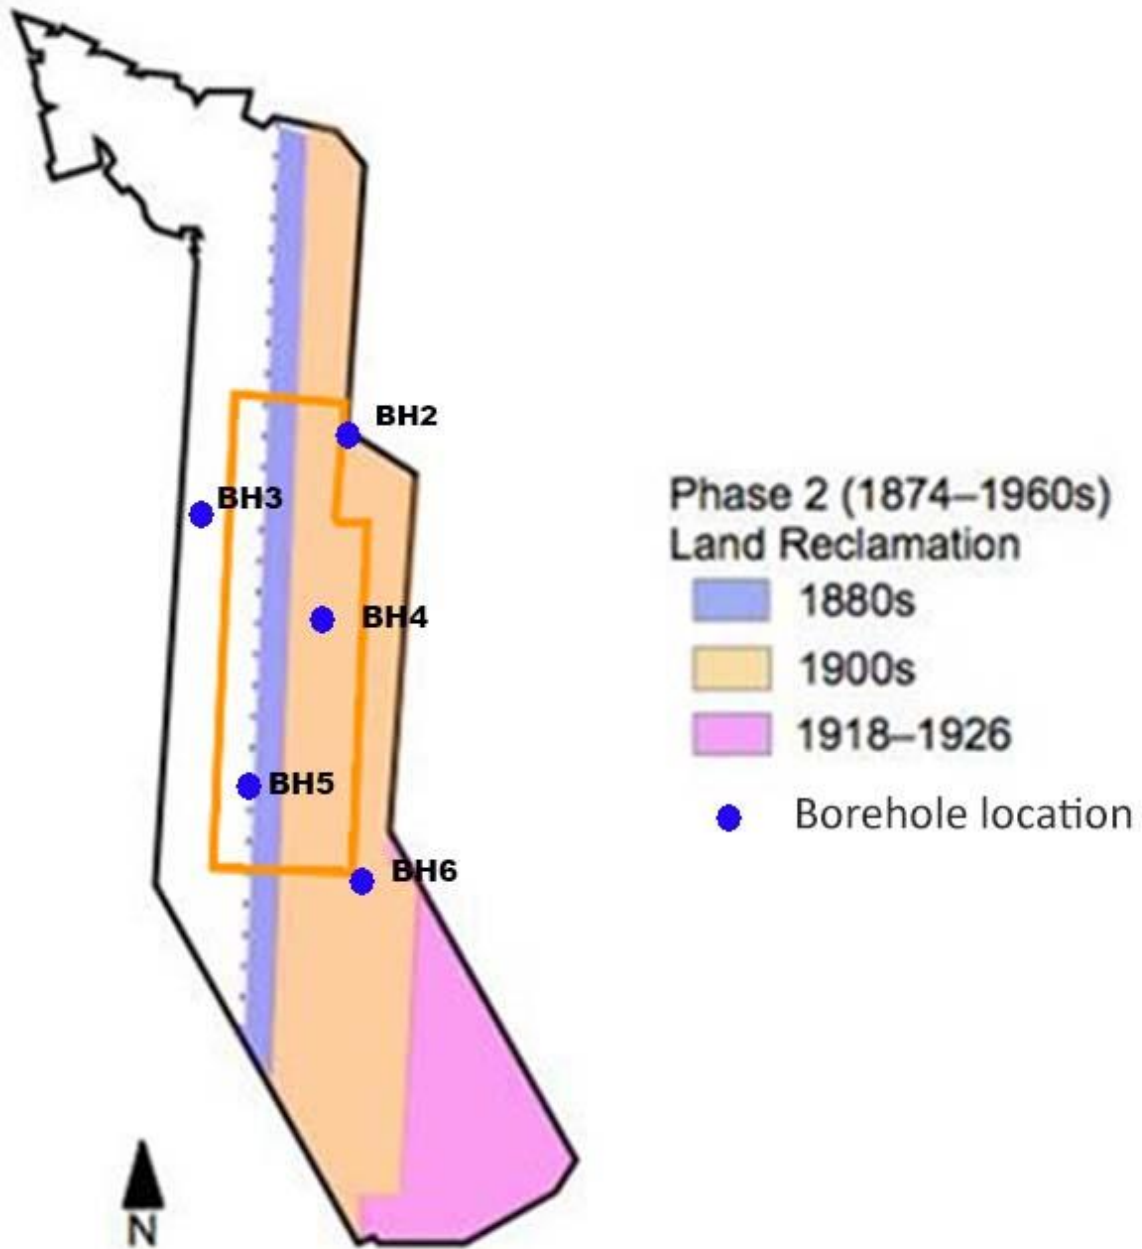 BH2
BH3
BH4
BH5
BH6
Phase 2 (1874–1960s)
Land Reclamation
1880s
1900s
1918–1926
Borehole location
N